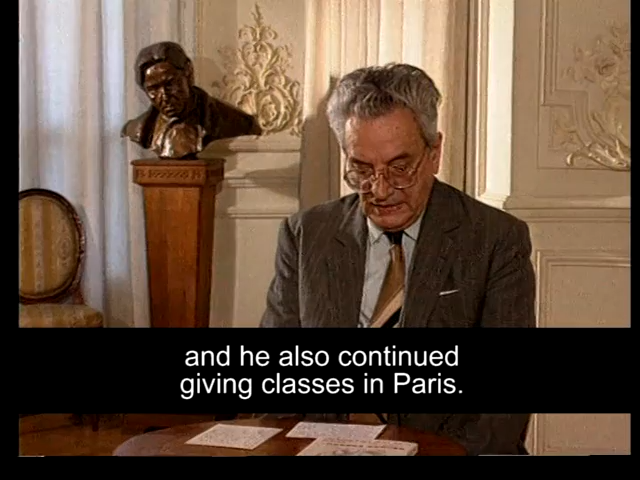 and he also continued
giving classes in Paris.